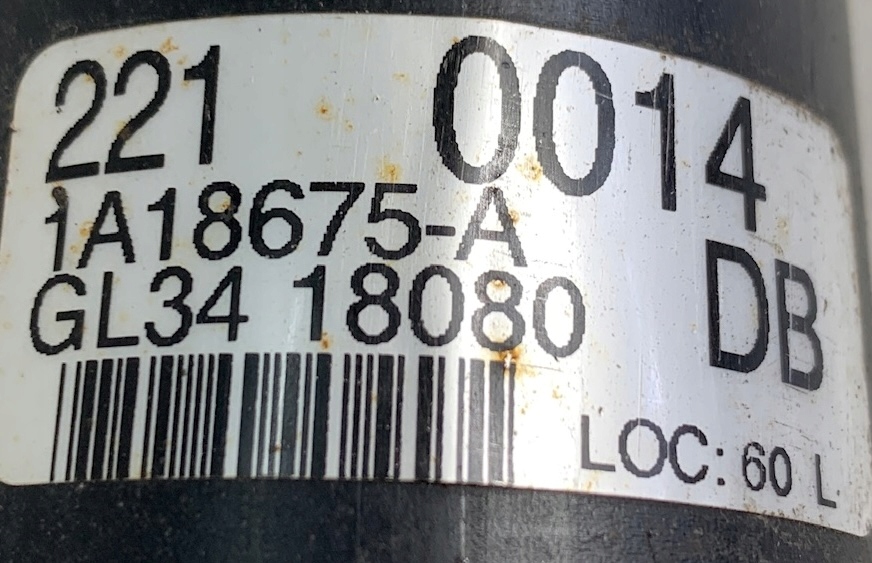 221 0014
1A18675-A
GL34 18080 DB
LOC: 60 L